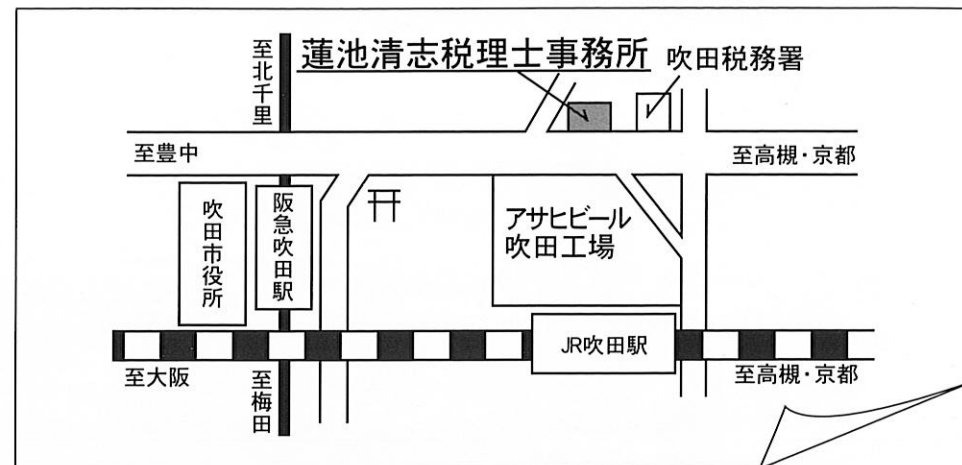 至北千里
蓮池清志税理士事務所
吹田税務署
至豊中
至高槻・京都
吹田市役所
阪急吹田駅
アサヒビール
吹田工場
JR吹田駅
至大阪
至梅田
至高槻・京都